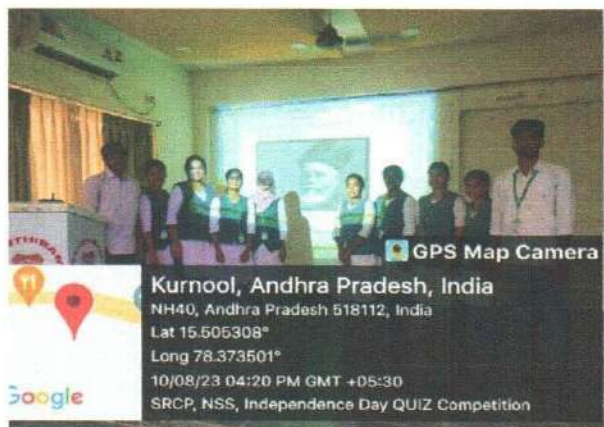 GPS Map Camera
Kurnool, Andhra Pradesh, India
NH40, Andhra Pradesh 518112, India
Lat 15.505308°
Long 78.373501°
10/08/23 04:20 PM GMT +05:30
SRCP, NSS, Independence Day QUIZ Competition
Google